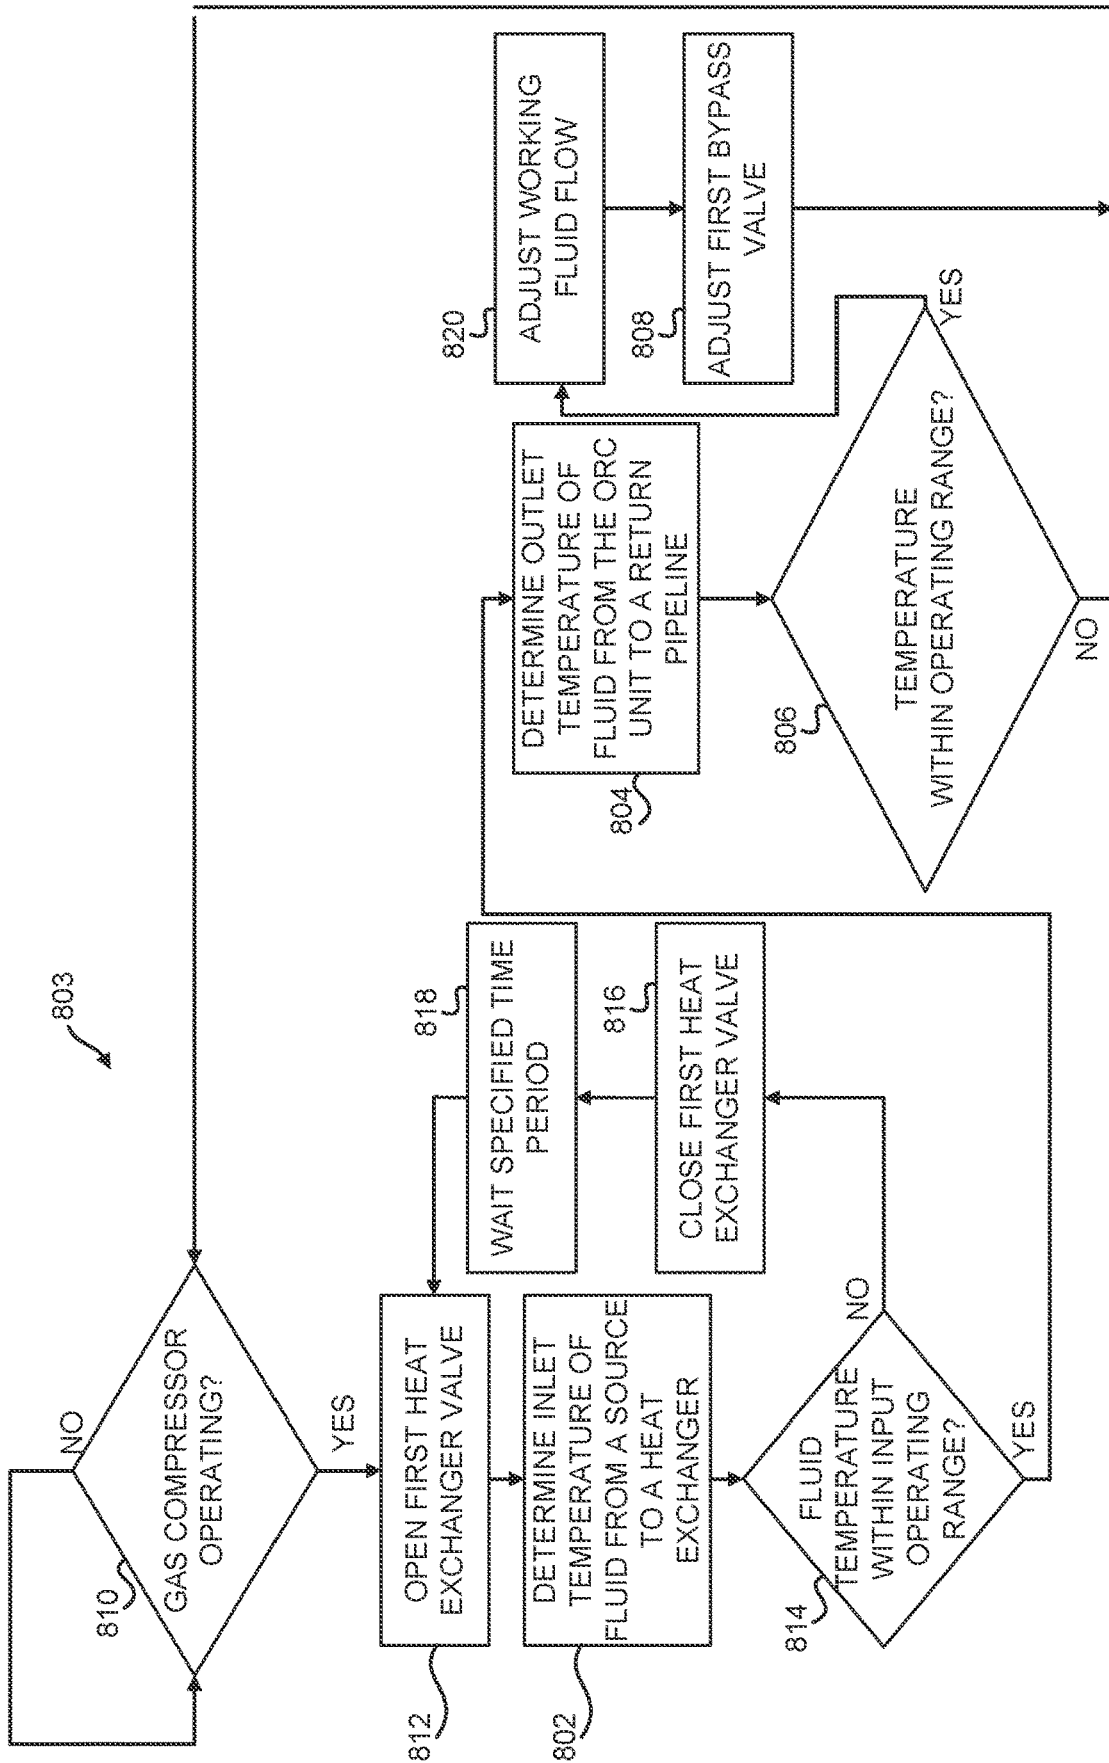 803
GAS COMPRESSOR
OPERATING?
810
NO
YES
OPEN FIRST HEAT
EXCHANGER VALVE
812
DETERMINE INLET
TEMPERATURE OF
FLUID FROM A SOURCE
TO A HEAT
EXCHANGER
802
FLUID
TEMPERATURE
WITHIN INPUT
OPERATING
RANGE?
814
NO
YES
CLOSE FIRST HEAT
EXCHANGER VALVE
816
WAIT SPECIFIED TIME
PERIOD
818
DETERMINE OUTLET
TEMPERATURE OF
FLUID FROM THE ORC
UNIT TO A RETURN
PIPELINE
804
TEMPERATURE
WITHIN OPERATING RANGE?
806
NO
YES
ADJUST WORKING
FLUID FLOW
820
ADJUST FIRST BYPASS
VALVE
808